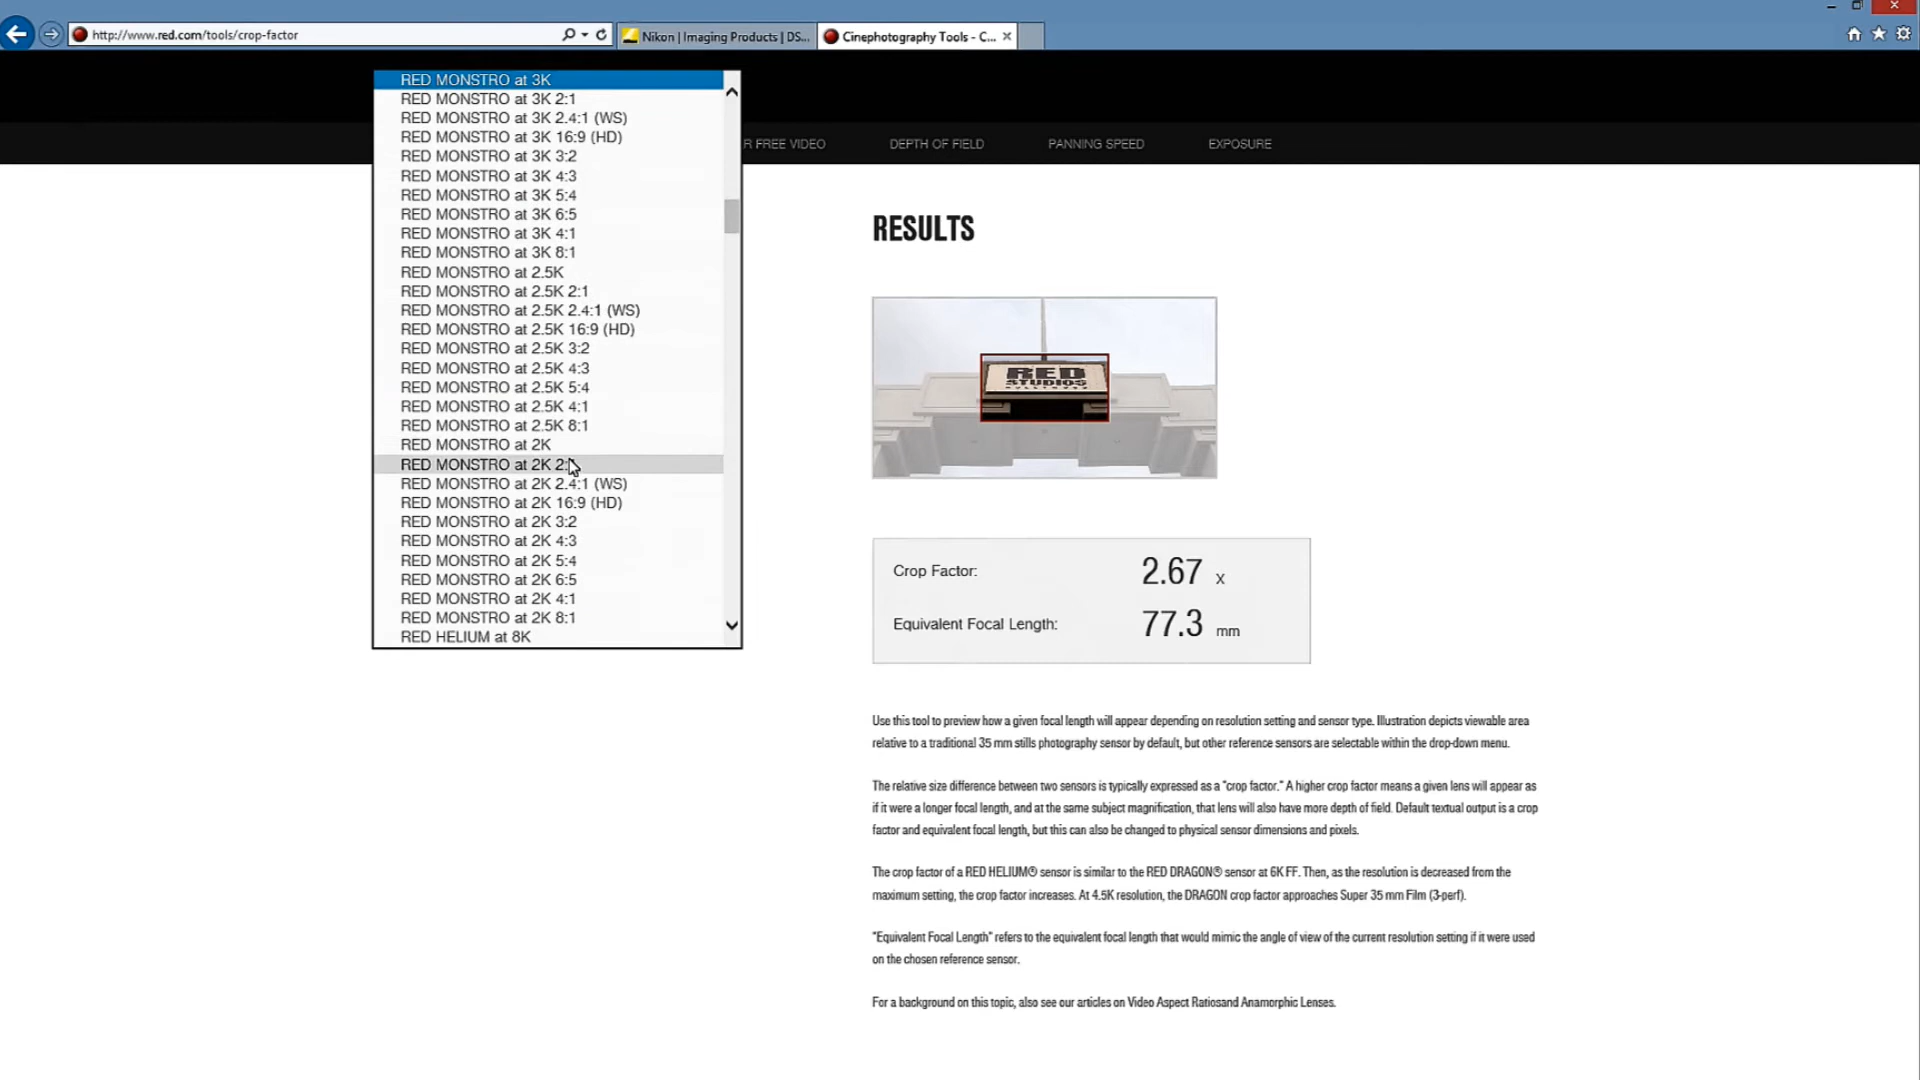 http://www.red.com/tools/crop-factor
Nikon | Imaging Products | DS...
Cinephotography Tools - C...
R FREE VIDEO
DEPTH OF FIELD
PANNING SPEED
EXPOSURE
RED MONSTRO at 3K
RED MONSTRO at 3K 2:1
RED MONSTRO at 3K 2.4:1 (WS)
RED MONSTRO at 3K 16:9 (HD)
RED MONSTRO at 3K 3:2
RED MONSTRO at 3K 4:3
RED MONSTRO at 3K 5:4
RED MONSTRO at 3K 6:5
RED MONSTRO at 3K 4:1
RED MONSTRO at 3K 8:1
RED MONSTRO at 2.5K
RED MONSTRO at 2.5K 2:1
RED MONSTRO at 2.5K 2.4:1 (WS)
RED MONSTRO at 2.5K 16:9 (HD)
RED MONSTRO at 2.5K 3:2
RED MONSTRO at 2.5K 4:3
RED MONSTRO at 2.5K 5:4
RED MONSTRO at 2.5K 4:1
RED MONSTRO at 2.5K 8:1
RED MONSTRO at 2K
RED MONSTRO at 2K 2:
RED MONSTRO at 2K 2.4:1 (WS)
RED MONSTRO at 2K 16:9 (HD)
RED MONSTRO at 2K 3:2
RED MONSTRO at 2K 4:3
RED MONSTRO at 2K 5:4
RED MONSTRO at 2K 6:5
RED MONSTRO at 2K 4:1
RED MONSTRO at 2K 8:1
RED HELIUM at 8K
RESULTS
RED
STUDIOS
Crop Factor: 2.67 x
Equivalent Focal Length: 77.3 mm
Use this tool to preview how a given focal length will appear depending on resolution setting and sensor type. Illustration depicts viewable area
relative to a traditional 35 mm stills photography sensor by default, but other reference sensors are selectable within the drop-down menu.
The relative size difference between two sensors is typically expressed as a "crop factor." A higher crop factor means a given lens will appear as
if it were a longer focal length, and at the same subject magnification, that lens will also have more depth of field. Default textual output is a crop
factor and equivalent focal length, but this can also be changed to physical sensor dimensions and pixels.
The crop factor of a RED HELIUM® sensor is similar to the RED DRAGON® sensor at 6K FF. Then, as the resolution is decreased from the
maximum setting, the crop factor increases. At 4.5K resolution, the DRAGON crop factor approaches Super 35 mm Film (3-perf).
"Equivalent Focal Length" refers to the equivalent focal length that would mimic the angle of view of the current resolution setting if it were used
on the chosen reference sensor.
For a background on this topic, also see our articles on Video Aspect Ratiosand Anamorphic Lenses.